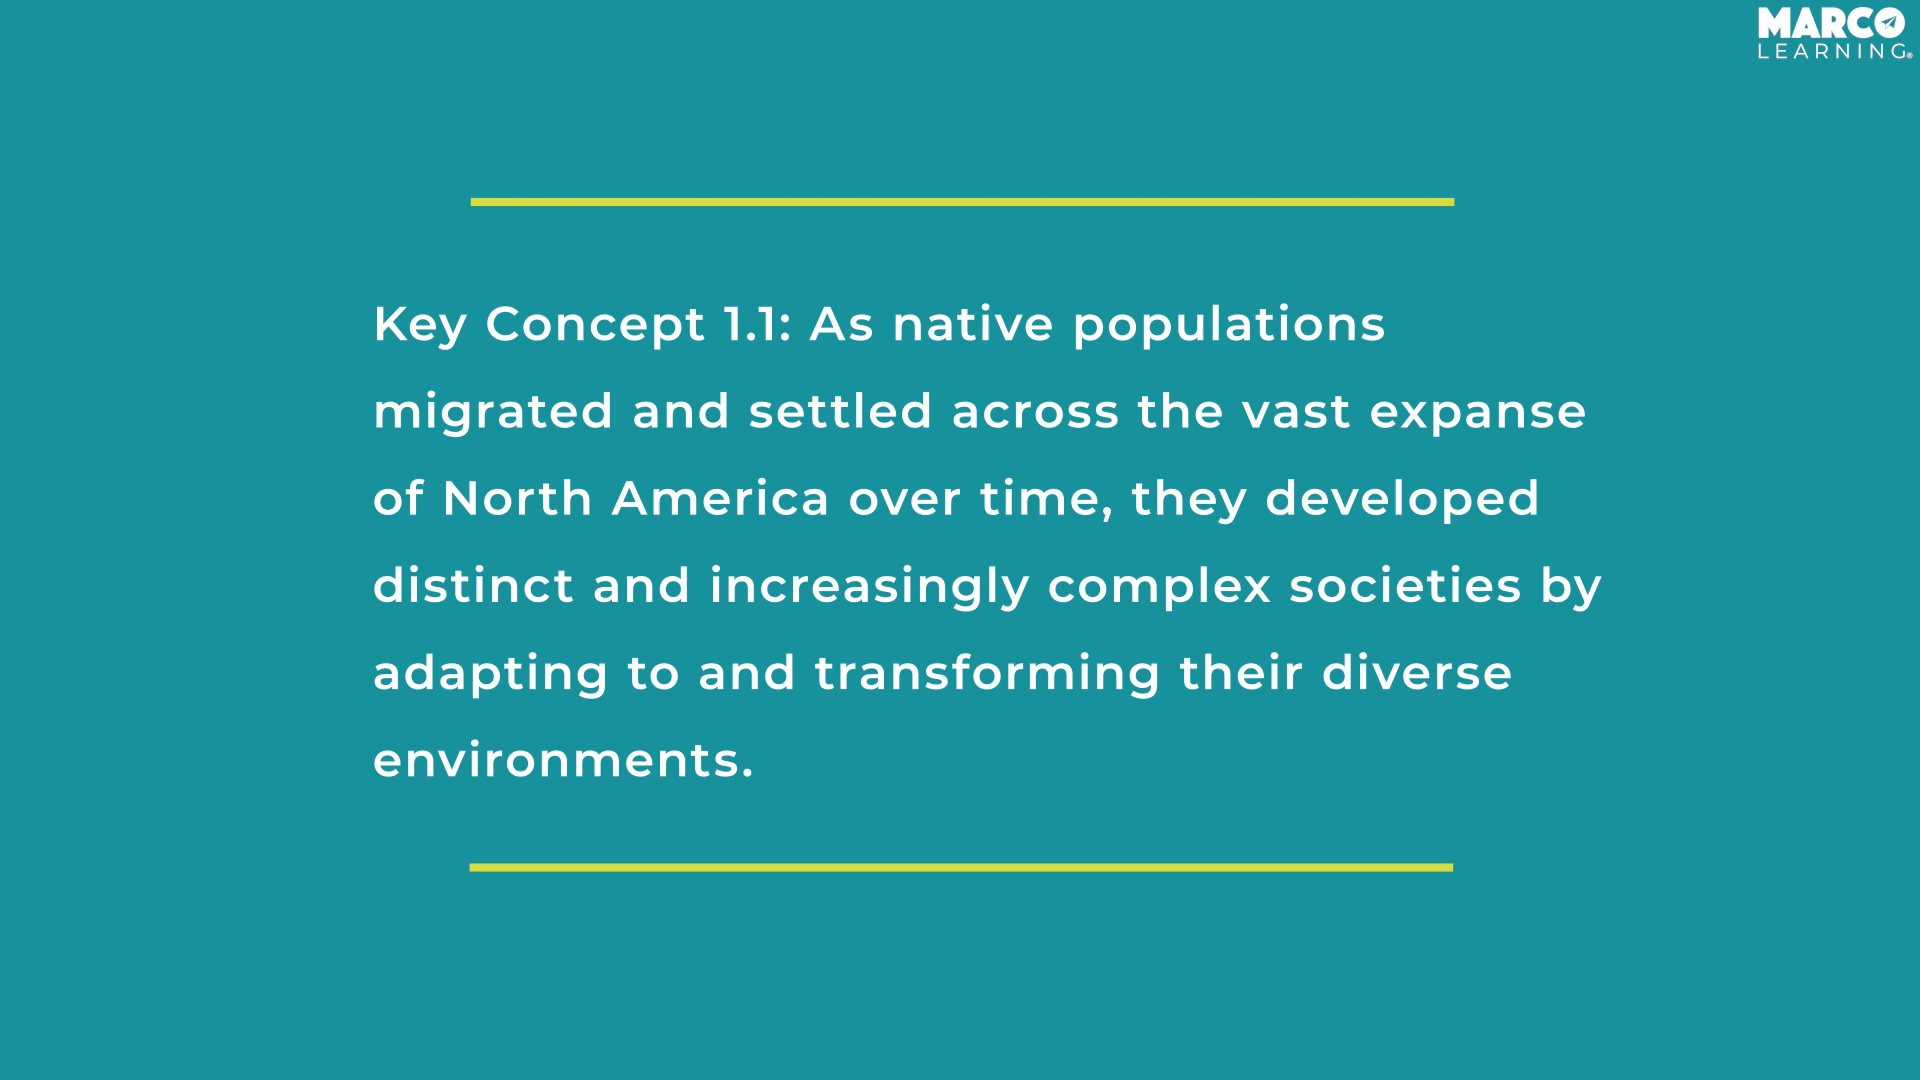 MARCO
LEARNING®
Key Concept 1.1: As native populations
migrated and settled across the vast expanse
of North America over time, they developed
distinct and increasingly complex societies by
adapting to and transforming their diverse
environments.